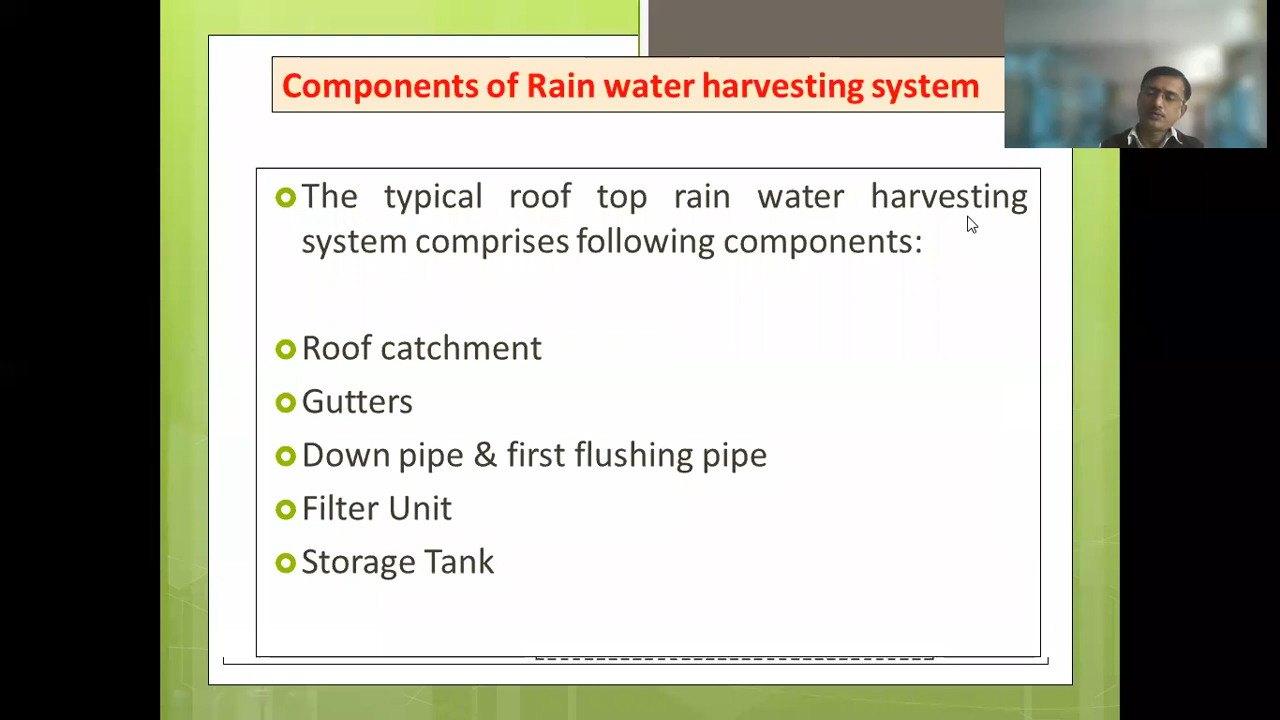 Components of Rain water harvesting system
The typical roof top rain water harvesting
system comprises following components:
Roof catchment
Gutters
Down pipe & first flushing pipe
Filter Unit
Storage Tank